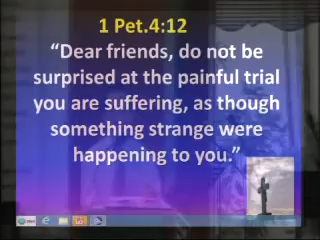 1 Pet.4:12
“Dear friends, do not be
surprised at the painful trial
you are suffering, as though
something strange were
happening to you.”